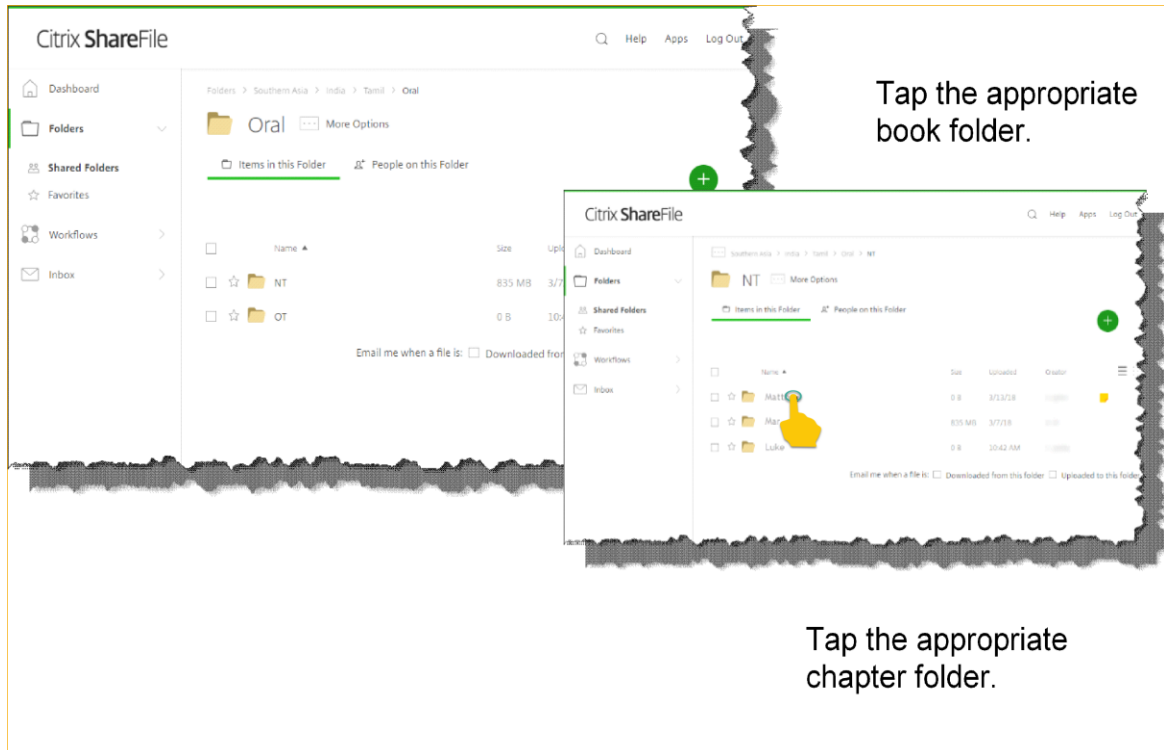 Citrix ShareFile
Help Apps Log Out
Dashboard
Folders
Shared Folders
Favorites
Workflows
Inbox
Folders > Southern Asia > India > Tamil > Oral
Oral More Options
Items in this Folder People on this Folder
Name Size
NT 835 MB 3/7
OT 0 B 10:4
Email me when a file is: Downloaded from
Tap the appropriate
book folder.
Citrix ShareFile
Help Apps Log Out
Dashboard
Folders
Shared Folders
Favorites
Workflows
Inbox
Southern Asia > India > Tamil > Oral > NT
NT More Options
Items in this Folder People on this Folder
Name Size Uploaded Creator
Matt 0 B 3/13/18
Mar 835 MB 3/7/18
Luke 0 B 10:42 AM
Email me when a file is: Downloaded from this folder Uploaded to this folder
Tap the appropriate
chapter folder.